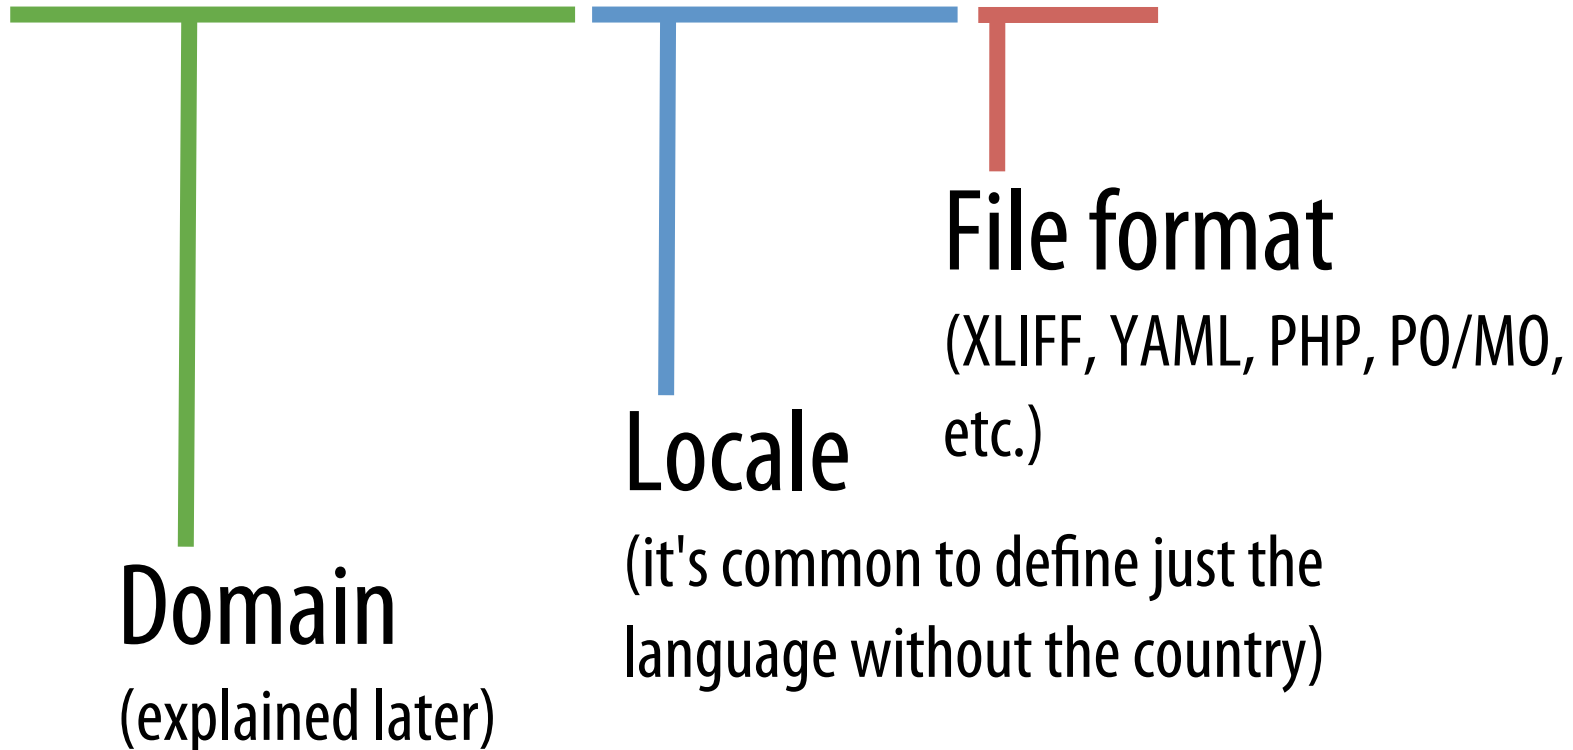 File format
(XLIFF, YAML, PHP, PO/MO,
etc.)
Locale
(it's common to define just the
language without the country)
Domain
(explained later)